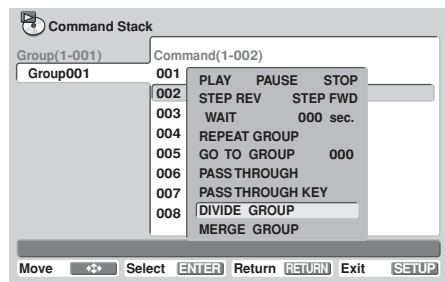 Command Stack
Group(1-001) Command(1-002)
Group001
001
002
003
004
005
006
007
008
PLAY PAUSE STOP
STEP REV STEP FWD
WAIT 000 sec.
REPEAT GROUP
GO TO GROUP 000
PASS THROUGH
PASS THROUGH KEY
DIVIDE GROUP
MERGE GROUP
Move Select ENTER Return RETURN Exit SETUP